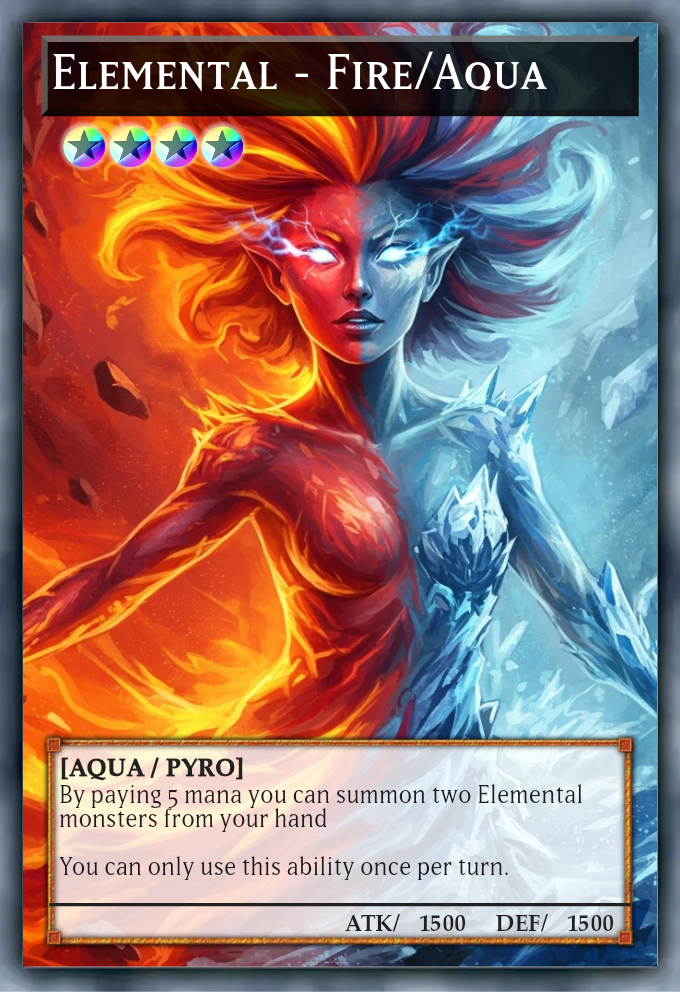 Elemental - Fire/Aqua
[AQUA / PYRO]
By paying 5 mana you can summon two Elemental
monsters from your hand
You can only use this ability once per turn.
ATK/ 1500 DEF/ 1500